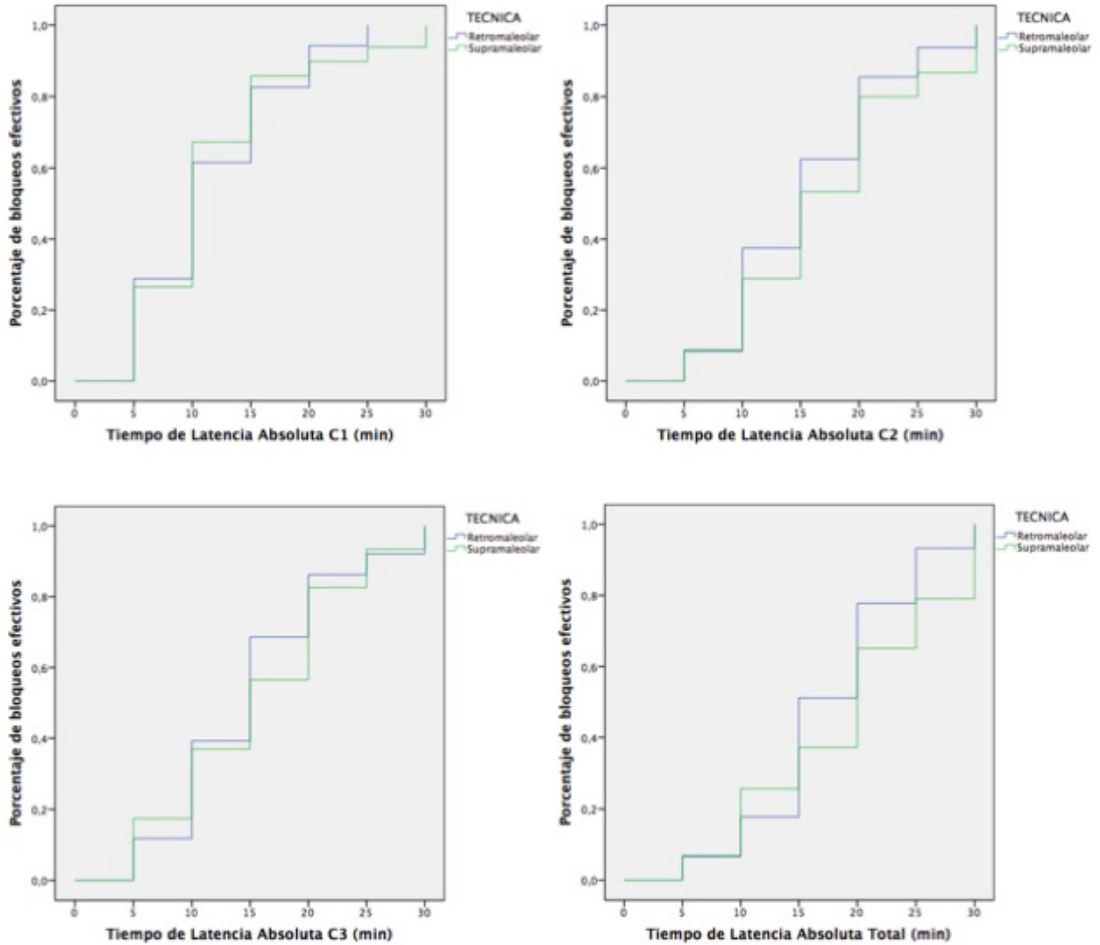 TECNICA
Retromaleolar
Supramaleolar
Porcentaje de bloqueos efectivos
1,0
0,8
0,6
0,4
0,2
0,0
0 5 10 15 20 25 30
Tiempo de Latencia Absoluta C1 (min)
TECNICA
Retromaleolar
Supramaleolar
Porcentaje de bloqueos efectivos
1,0
0,8
0,6
0,4
0,2
0,0
0 5 10 15 20 25 30
Tiempo de Latencia Absoluta C2 (min)
TECNICA
Retromaleolar
Supramaleolar
Porcentaje de bloqueos efectivos
1,0
0,8
0,6
0,4
0,2
0,0
0 5 10 15 20 25 30
Tiempo de Latencia Absoluta C3 (min)
TECNICA
Retromaleolar
Supramaleolar
Porcentaje de bloqueos efectivos
1,0
0,8
0,6
0,4
0,2
0,0
0 5 10 15 20 25 30
Tiempo de Latencia Absoluta Total (min)